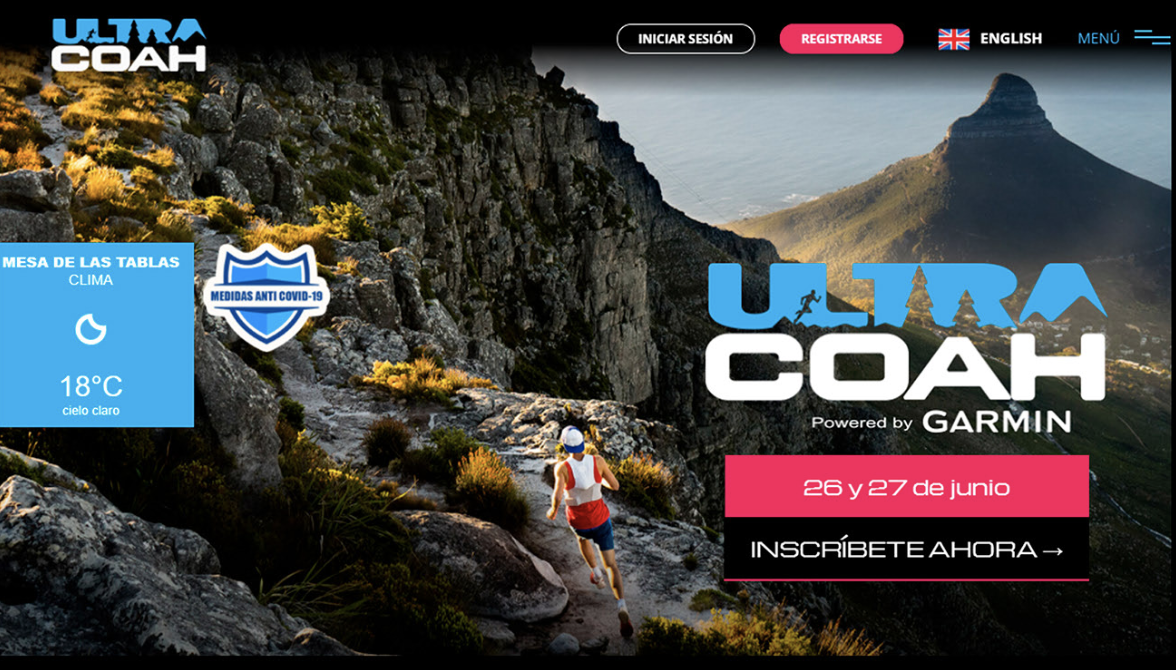 ULTRA
COAH
INICIAR SESIÓN
REGISTRARSE
ENGLISH
MENÚ
MESA DE LAS TABLAS
CLIMA
18°C
cielo claro
MEDIDAS ANTI COVID-19
ULTRA
COAH
Powered by GARMIN
26 y 27 de junio
INSCRÍBETE AHORA →